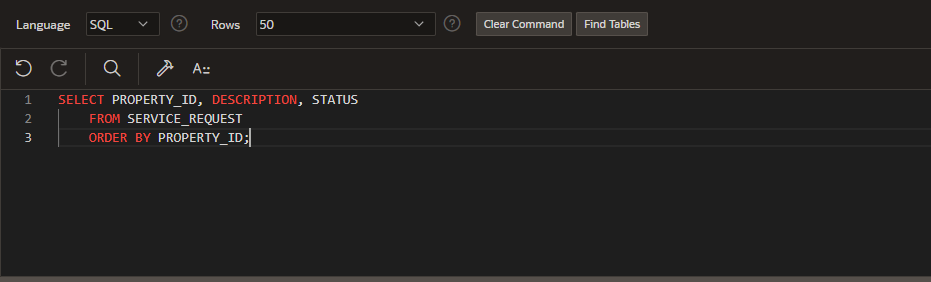 Language SQL ? Rows 50 ? Clear Command Find Tables
A
1 SELECT PROPERTY_ID, DESCRIPTION, STATUS
2 FROM SERVICE_REQUEST
3 ORDER BY PROPERTY_ID;